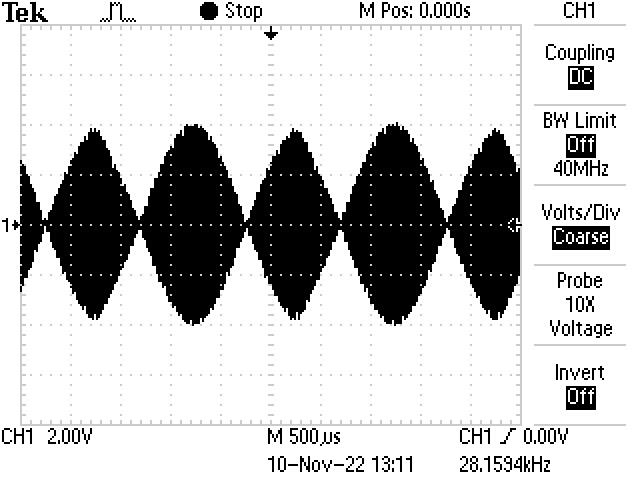 Tek Stop M Pos: 0.000s CH1
Coupling
DC
BW Limit
Off
40MHz
Volts/Div
Coarse
1
Probe
10X
Voltage
Invert
Off
CH1 2.00V M 500µs CH1 0.00V
10-Nov-22 13:11 28.1594kHz